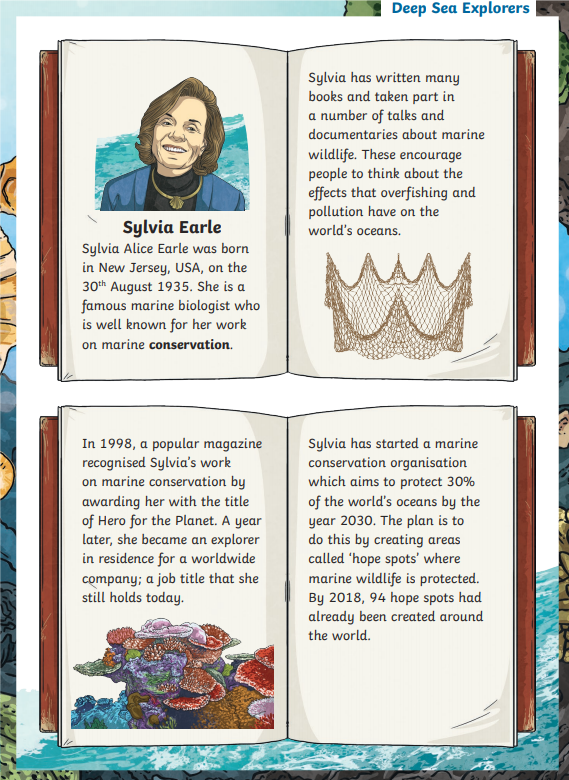 Deep Sea Explorers
Sylvia Earle
Sylvia Alice Earle was born
in New Jersey, USA, on the
30th August 1935. She is a
famous marine biologist who
is well known for her work
on marine conservation.
Sylvia has written many
books and taken part in
a number of talks and
documentaries about marine
wildlife. These encourage
people to think about the
effects that overfishing and
pollution have on the
world's oceans.
In 1998, a popular magazine
recognised Sylvia's work
on marine conservation by
awarding her with the title
of Hero for the Planet. A year
later, she became an explorer
in residence for a worldwide
company; a job title that she
still holds today.
Sylvia has started a marine
conservation organisation
which aims to protect 30%
of the world's oceans by the
year 2030. The plan is to
do this by creating areas
called ‘hope spots’ where
marine wildlife is protected.
By 2018, 94 hope spots had
already been created around
the world.